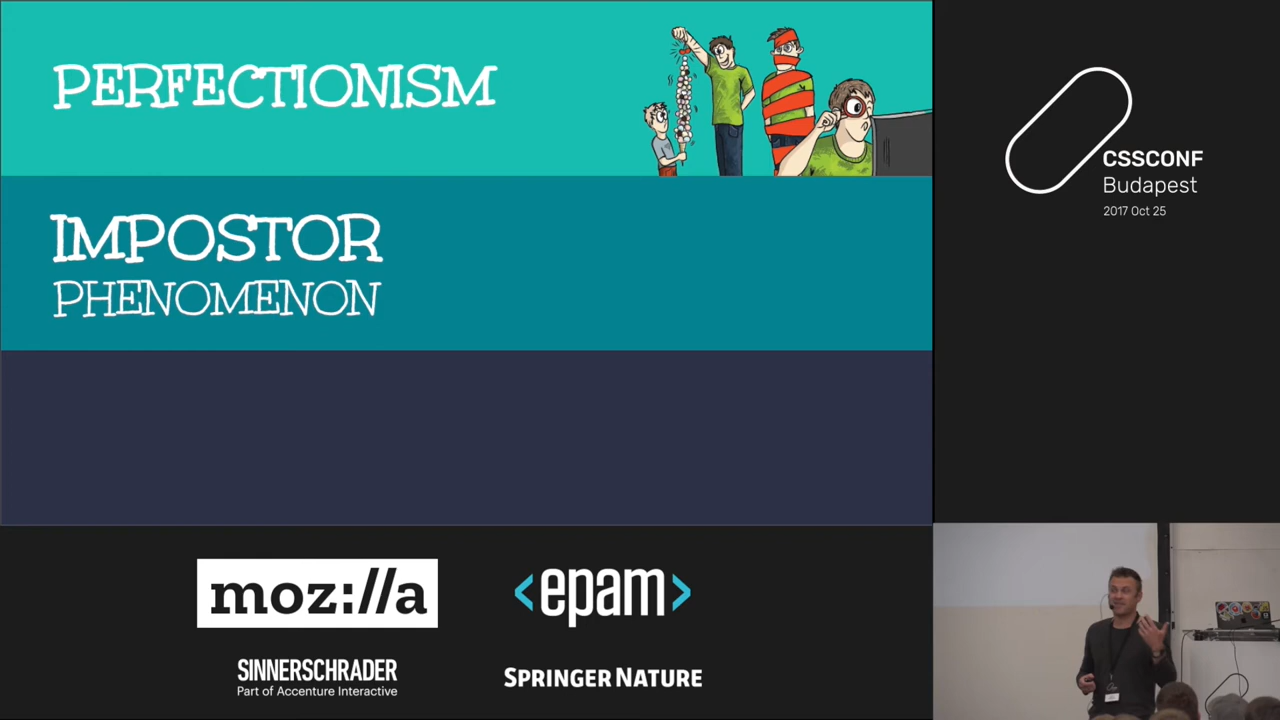 PERFECTIONISM
IMPOSTOR
PHENOMENON
CSSCONF
Budapest
2017 Oct 25
moz://a
<epam>
SINNERSCHRADER
Part of Accenture Interactive
SPRINGER NATURE